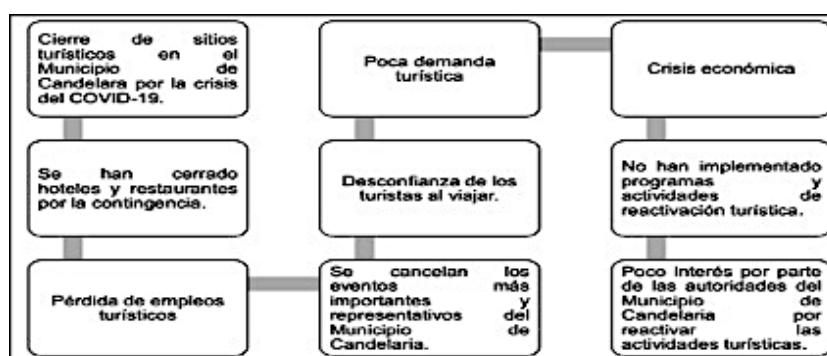 Cierre de sitios
turísticos en el
Municipio de
Candelara por la crisis
del COVID-19.
Se han cerrado
hoteles y restaurantes
por la contingencia.
Pérdida de empleos
turísticos
Se cancelan los
eventos más
importantes y
representativos del
Municipio de
Candelaria.
Desconfianza de los
turistas al viajar.
Poca demanda
turística
Crisis económica
No han implementado
programas y
actividades de
reactivación turística.
Poco Interés por parte
de las autoridades del
Municipio de
Candelaria por
reactivar las
actividades turísticas.